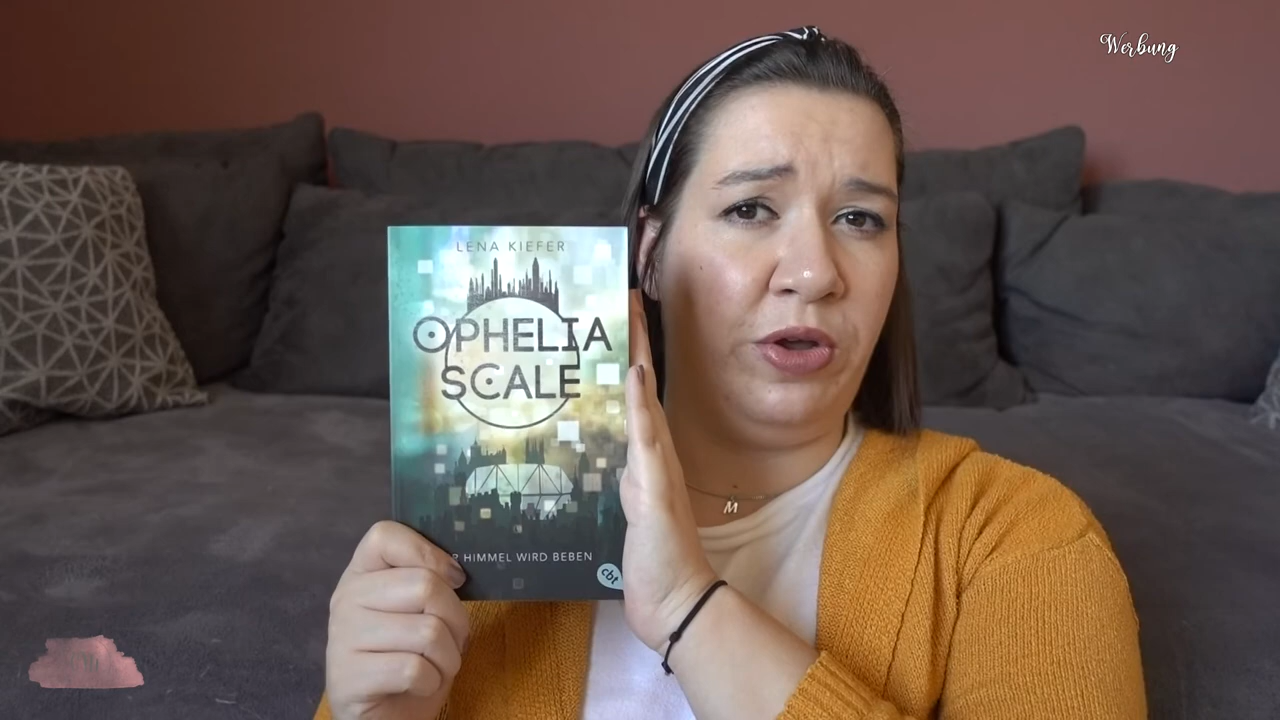 Werbung
LENA KIEFER
OPHELIA
SCALE
HIMMEL WIRD BEBEN
cbt
M